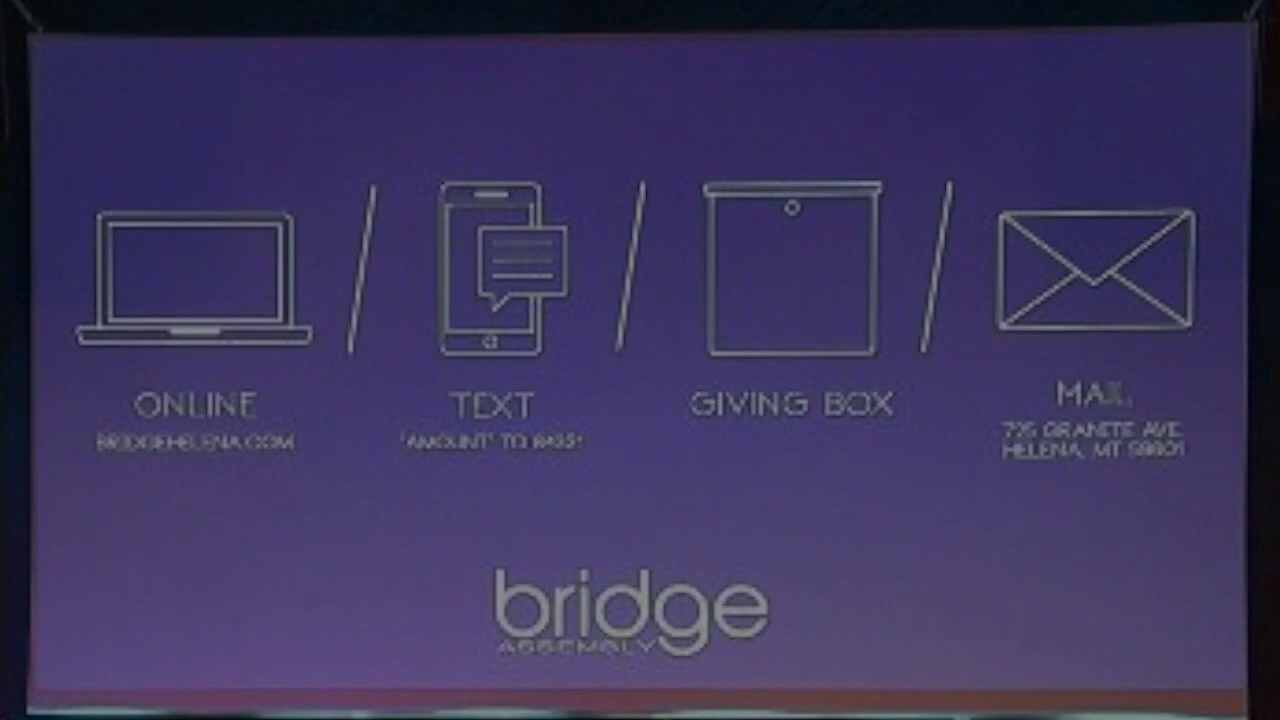 ONLINE
BRIDGEHELENA.COM
TEXT
"AMOUNT" TO
GIVING BOX
MAIL
GRANITE AVE.
HELENA, MT
bridge
ASSEMBLY